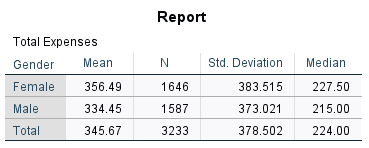 Report
Total Expenses
Gender Mean N Std. Deviation Median
Female 356.49 1646 383.515 227.50
Male 334.45 1587 373.021 215.00
Total 345.67 3233 378.502 224.00